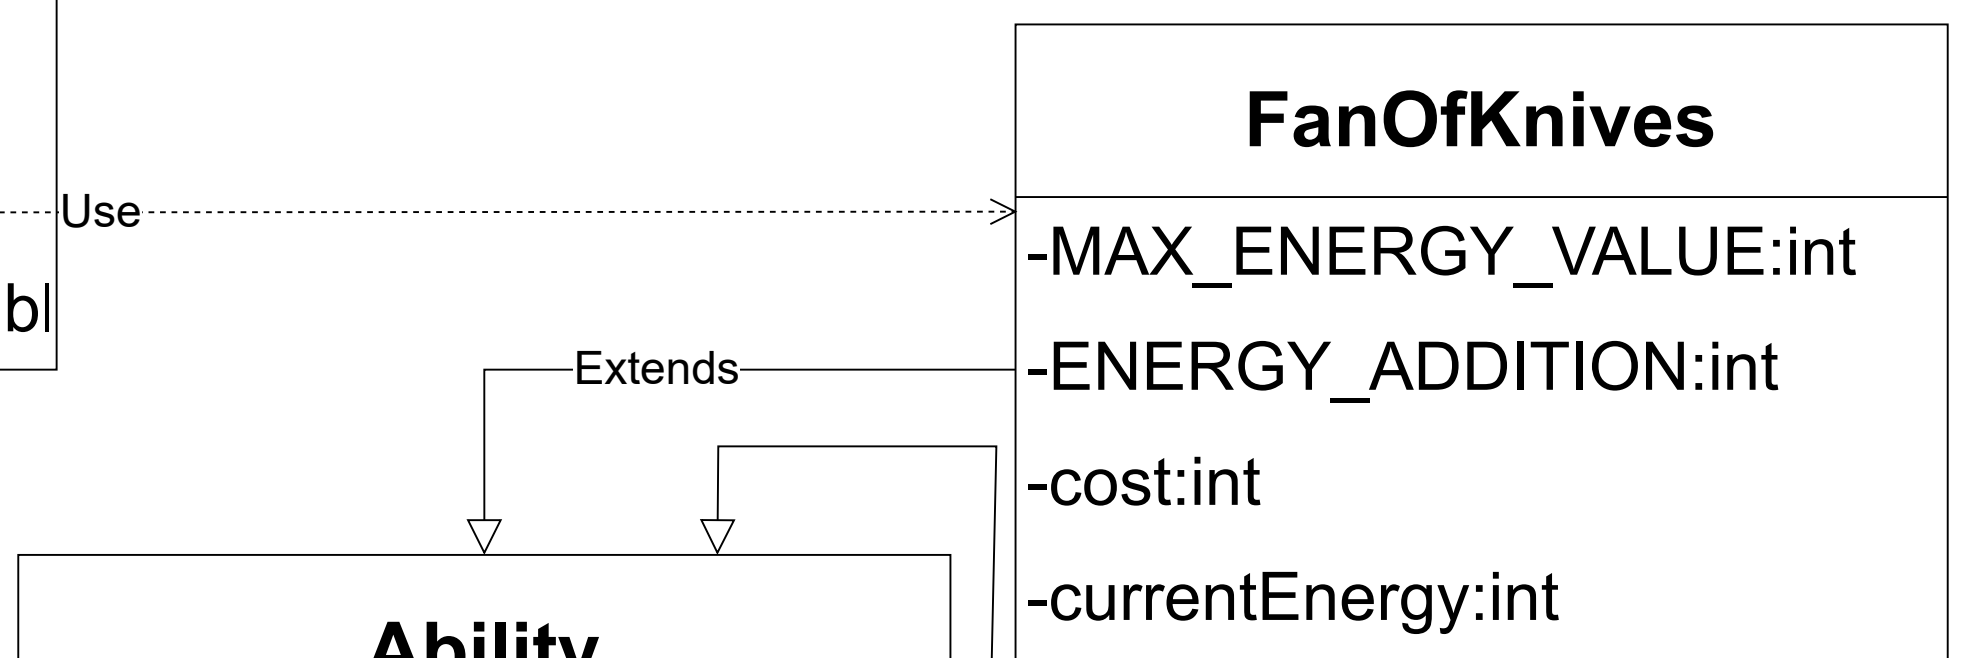 FanOfKnives
Use
-MAX_ENERGY_VALUE:int
bl
Extends
-ENERGY_ADDITION:int
-cost:int
-currentEnergy:int
Ability